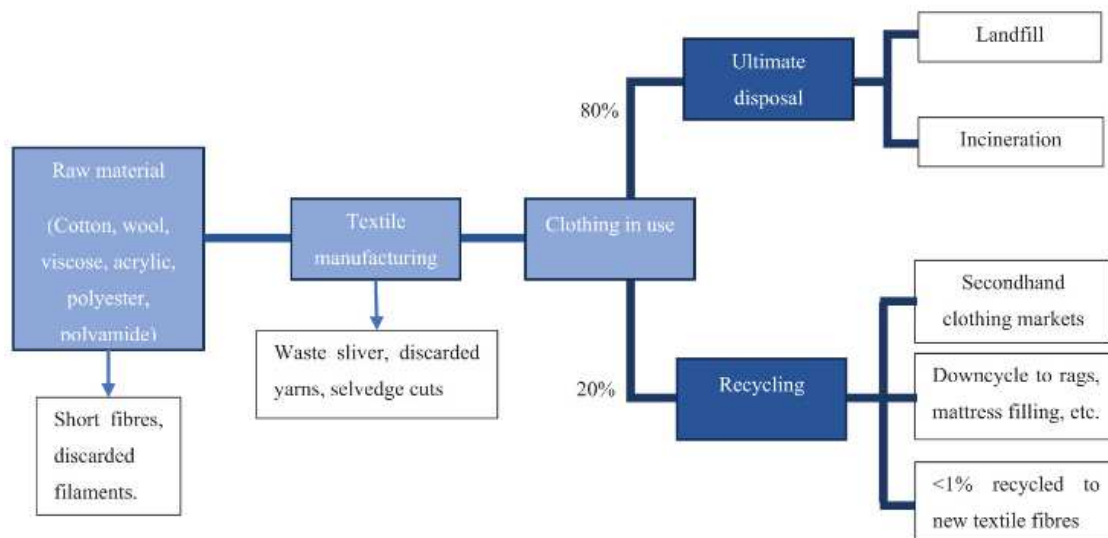 Raw material
(Cotton, wool,
viscose, acrylic,
polyester,
polyamide)
Short fibres,
discarded
filaments.
Textile
manufacturing
Waste sliver, discarded
yarns, selvedge cuts
Clothing in use
80%
Ultimate
disposal
Landfill
Incineration
20%
Recycling
Secondhand
clothing markets
Downcycle to rags,
mattress filling, etc.
<1% recycled to
new textile fibres